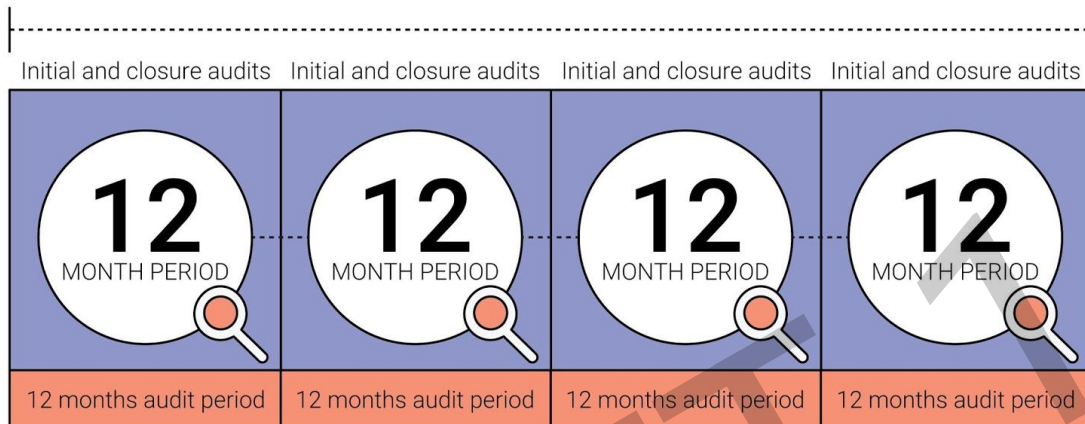 Initial and closure audits Initial and closure audits Initial and closure audits Initial and closure audits
12 12 12 12
MONTH PERIOD MONTH PERIOD MONTH PERIOD MONTH PERIOD
12 months audit period 12 months audit period 12 months audit period 12 months audit period